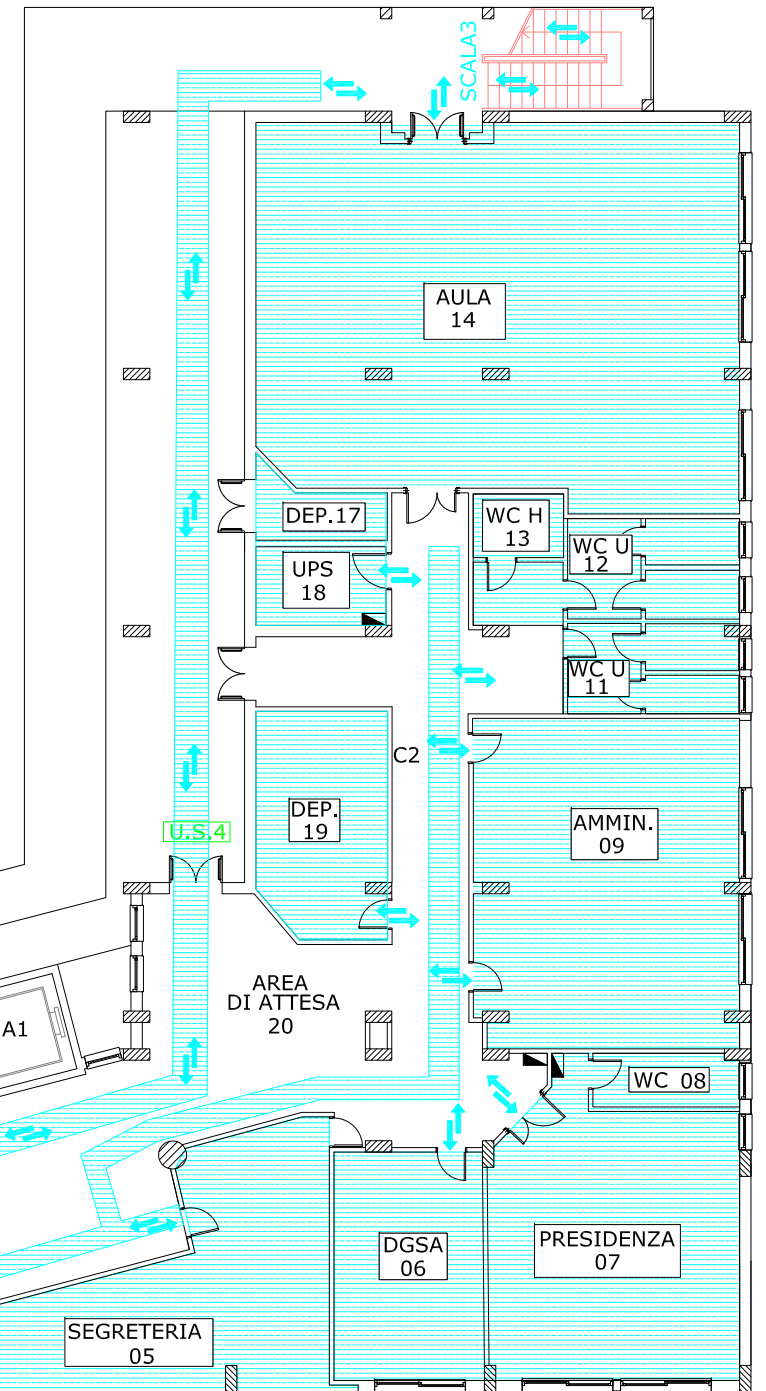 SCALA3
AULA
14
DEP.17
WC H
13
WC U
12
UPS
18
WC U
11
C2
DEP.
19
AMMIN.
09
U.S.4
AREA
DI ATTESA
20
A1
WC 08
DGSA
06
PRESIDENZA
07
SEGRETERIA
05